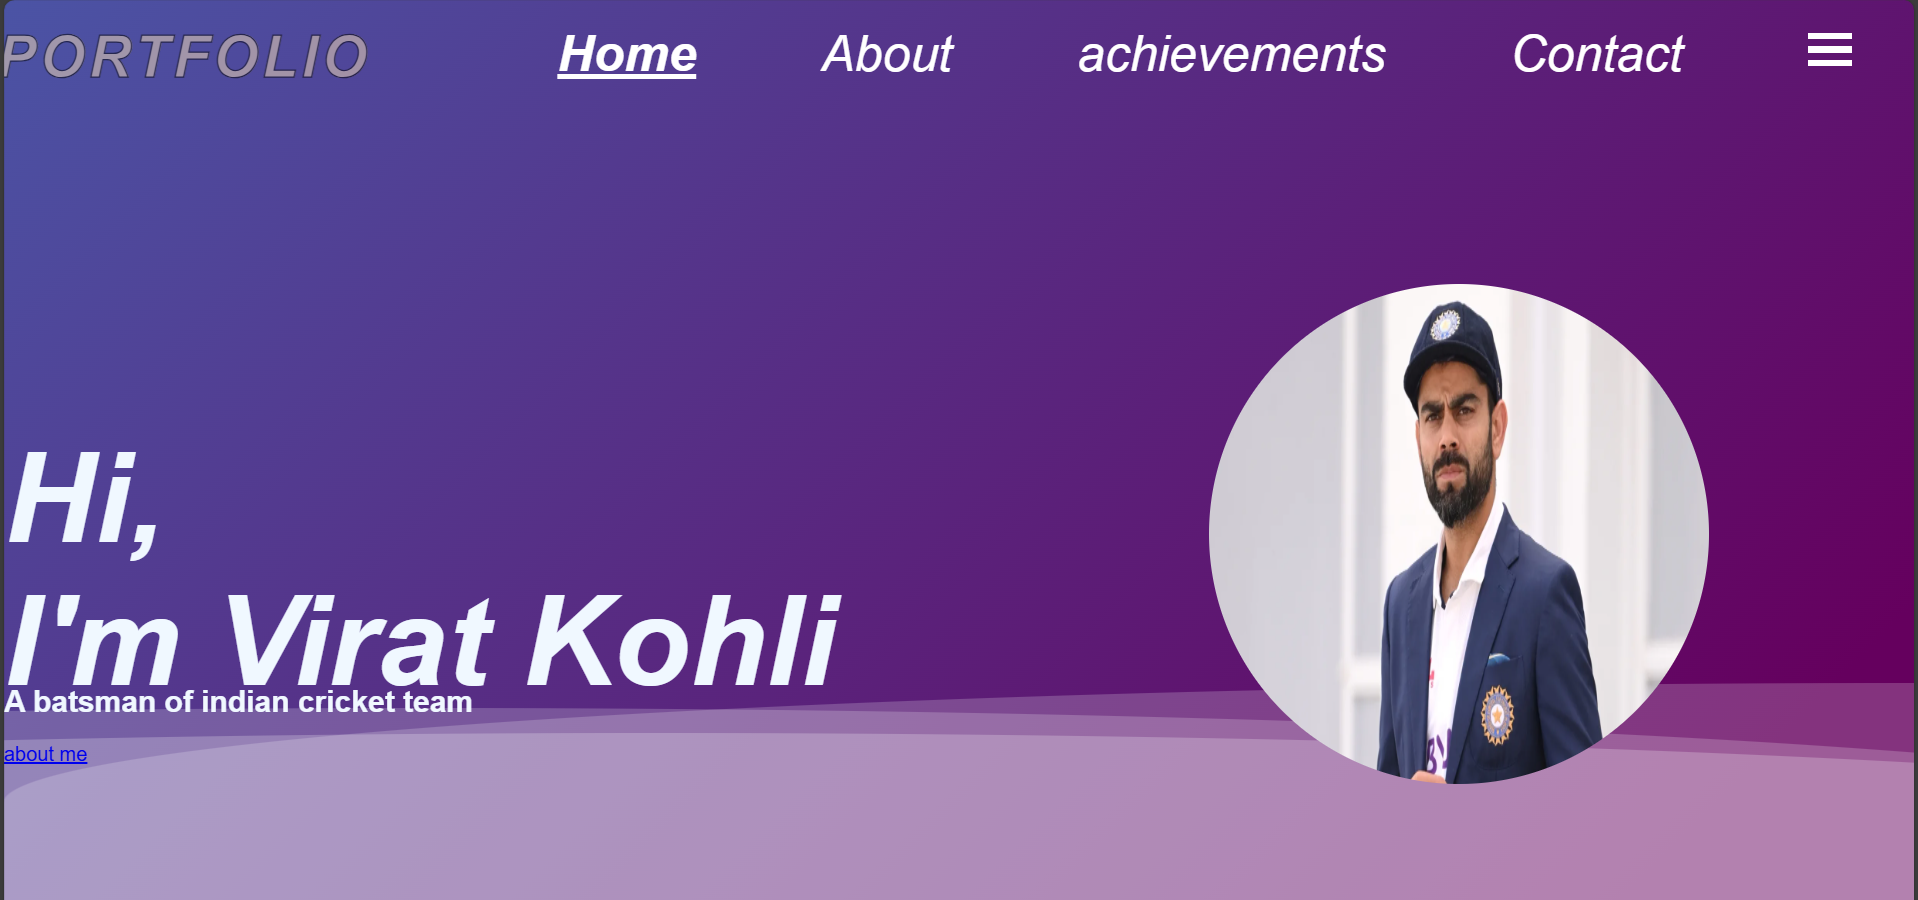 PORTFOLIO Home About achievements Contact
Hi,
I'm Virat Kohli
A batsman of indian cricket team
about me